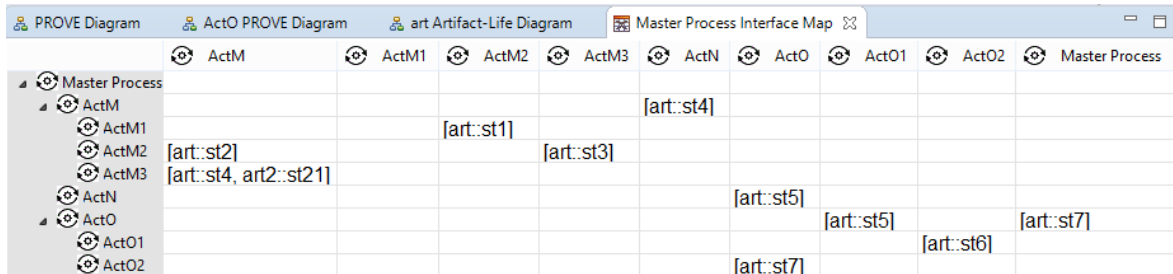 PROVE Diagram ActO PROVE Diagram art Artifact-Life Diagram Master Process Interface Map
ActM ActM1 ActM2 ActM3 ActN ActO ActO1 ActO2 Master Process
Master Process
ActM [art::st4]
ActM1 [art::st1]
ActM2 [art::st2] [art::st3]
ActM3 [art::st4, art2::st21]
ActN [art::st5]
ActO [art::st5] [art::st7]
ActO1 [art::st6]
ActO2 [art::st7]